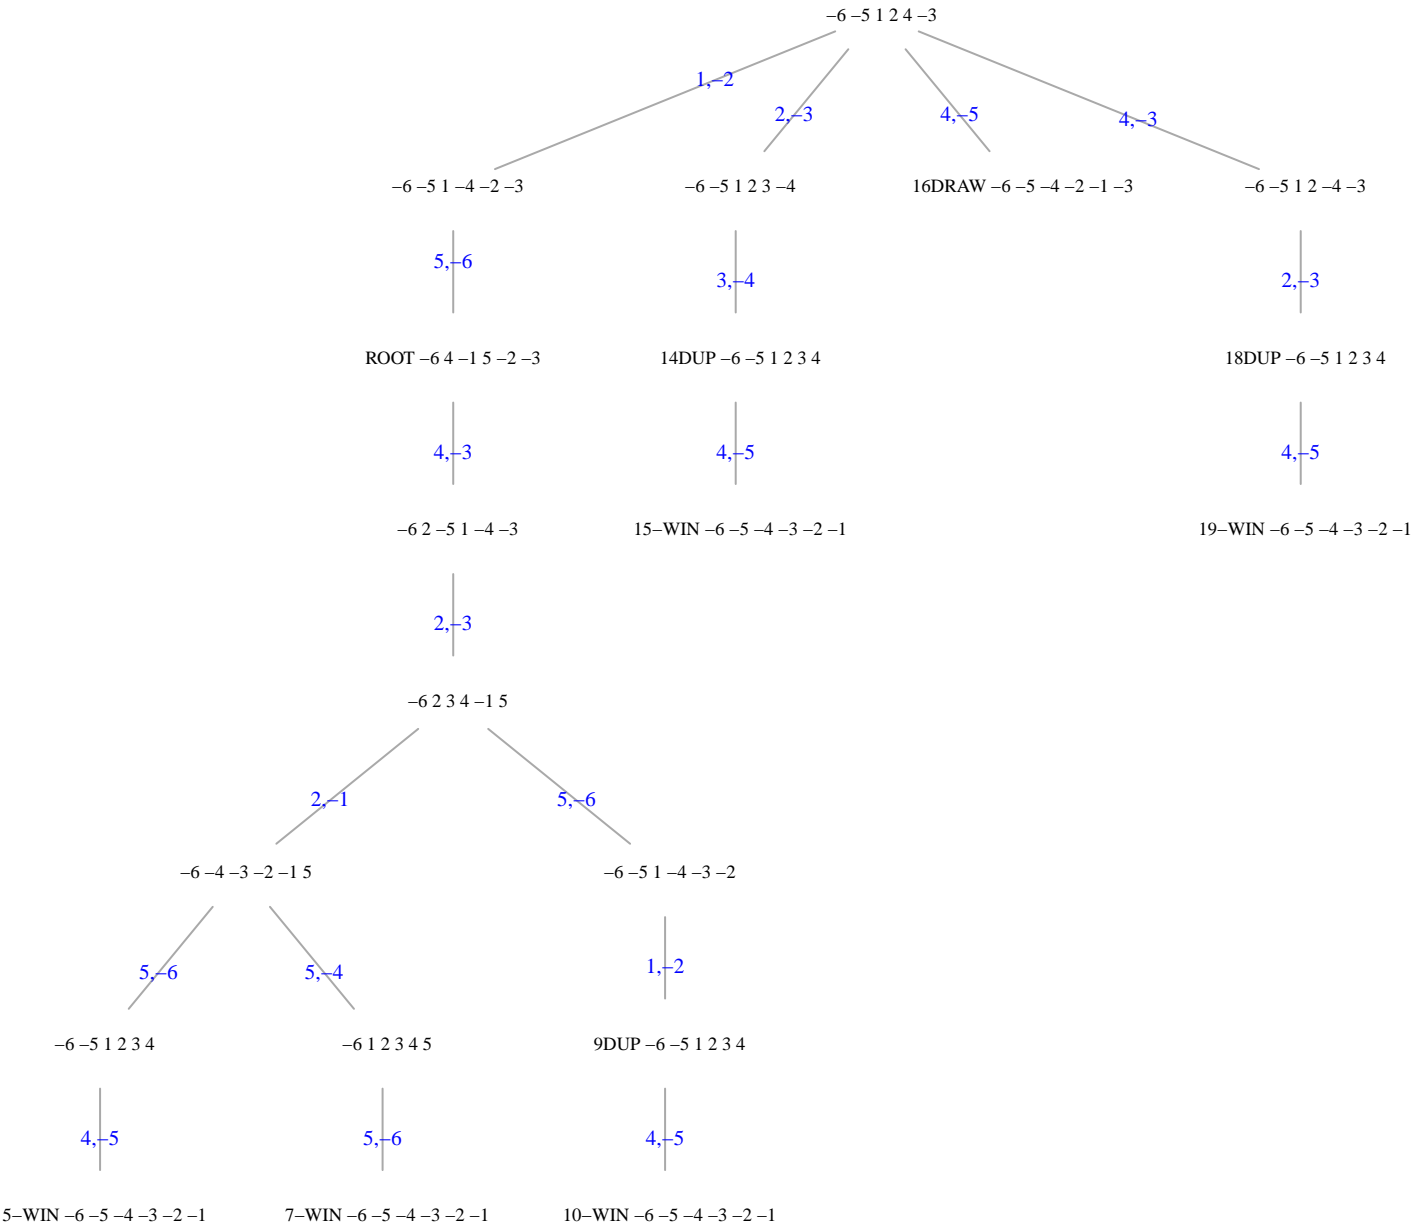 –6 –5 1 2 4 –3
1,–2
2,–3
4,–5
4,–3
–6 –5 1 –4 –2 –3
–6 –5 1 2 3 –4
16DRAW –6 –5 –4 –2 –1 –3
–6 –5 1 2 –4 –3
5,–6
3,–4
2,–3
ROOT –6 4 –1 5 –2 –3
14DUP –6 –5 1 2 3 4
18DUP –6 –5 1 2 3 4
4,–3
4,–5
4,–5
–6 2 –5 1 –4 –3
15–WIN –6 –5 –4 –3 –2 –1
19–WIN –6 –5 –4 –3 –2 –1
2,–3
–6 2 3 4 –1 5
2,–1
5,–6
–6 –4 –3 –2 –1 5
–6 –5 1 –4 –3 –2
5,–6
5,–4
1,–2
–6 –5 1 2 3 4
–6 1 2 3 4 5
9DUP –6 –5 1 2 3 4
4,–5
5,–6
4,–5
5–WIN –6 –5 –4 –3 –2 –1
7–WIN –6 –5 –4 –3 –2 –1
10–WIN –6 –5 –4 –3 –2 –1